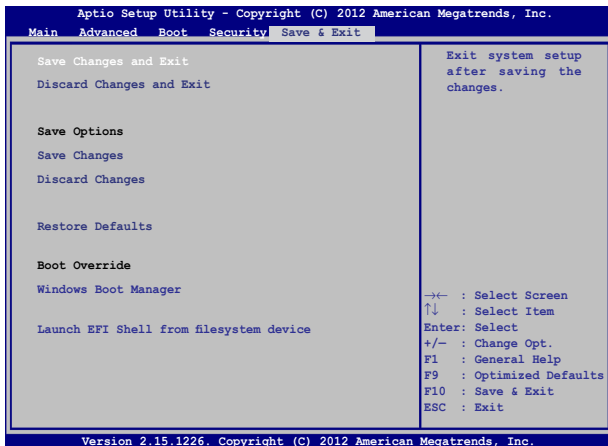 Aptio Setup Utility - Copyright (C) 2012 American Megatrends, Inc.
Main Advanced Boot Security Save & Exit
Save Changes and Exit
Discard Changes and Exit
Save Options
Save Changes
Discard Changes
Restore Defaults
Boot Override
Windows Boot Manager
Launch EFI Shell from filesystem device
Exit system setup
after saving the
changes.
→← : Select Screen
↑↓ : Select Item
Enter: Select
+/— : Change Opt.
F1 : General Help
F9 : Optimized Defaults
F10 : Save & Exit
ESC : Exit
Version 2.15.1226. Copyright (C) 2012 American Megatrends, Inc.